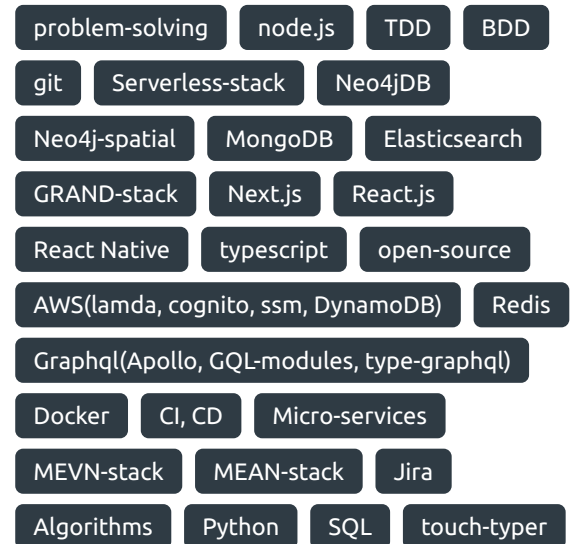 problem-solving node.js TDD BDD
git Serverless-stack Neo4jDB
Neo4j-spatial MongoDB Elasticsearch
GRAND-stack Next.js React.js
React Native typescript open-source
AWS(lamda, cognito, ssm, DynamoDB) Redis
Graphql(Apollo, GQL-modules, type-graphql)
Docker CI, CD Micro-services
MEVN-stack MEAN-stack Jira
Algorithms Python SQL touch-typer